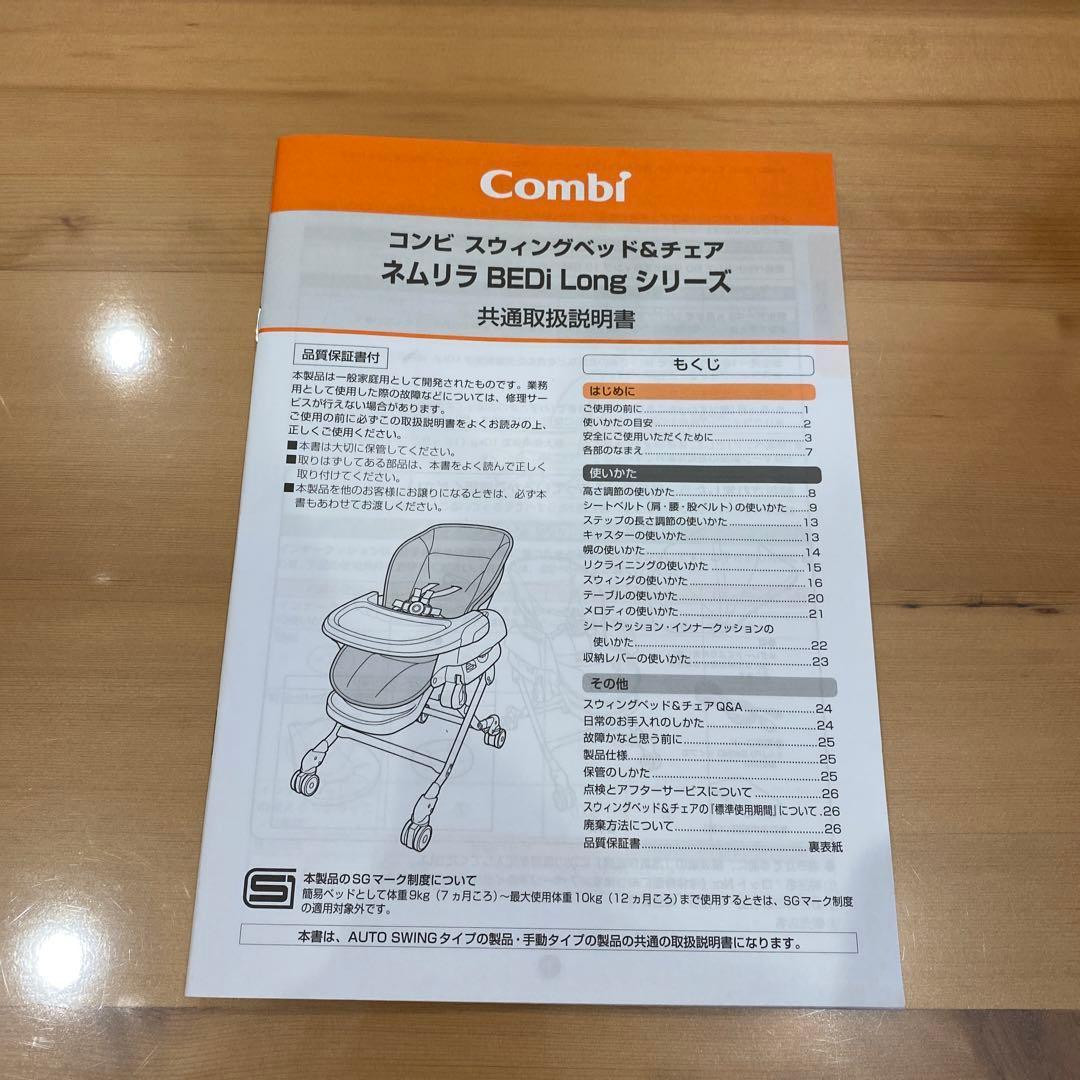 Combi
コンビ スウィングベッド&チェア
ネムリラ BEDi Long シリーズ
共通取扱説明書
品質保証書付
本製品は一般家庭用として開発されたものです。業務
用として使用した際の故障などについては、修理サー
ビスが行えない場合があります。
ご使用の前に必ずこの取扱説明書をよくお読みの上、
正しくご使用ください。
■本書は大切に保管してください。
■取りはずしてある部品は、本書をよく読んで正しく
取り付けてください。
■本製品を他のお客様にお譲りになるときは、必ず本
書もあわせてお渡しください。
もくじ
はじめに
ご使用の前に 1
使いかたの目安 2
安全にご使用いただくために 3
各部のなまえ 7
使いかた
高さ調節の使いかた 8
シートベルト(肩・腰・股ベルト)の使いかた 9
ステップの長さ調節の使いかた 13
キャスターの使いかた 13
幌の使いかた 14
リクライニングの使いかた 15
スウィングの使いかた 16
テーブルの使いかた 20
メロディの使いかた 21
シートクッション・インナークッションの
使いかた 22
収納レバーの使いかた 23
その他
スウィングベッド&チェアQ&A 24
日常のお手入れのしかた 24
故障かなと思う前に 25
製品仕様 25
保管のしかた 25
点検とアフターサービスについて 26
スウィングベッド&チェアの『標準使用期間』について 26
廃棄方法について 26
品質保証書 裏表紙
本製品のSGマーク制度について
簡易ベッドとして体重9kg(7ヵ月ころ)~最大使用体重10kg(12ヵ月ころ)まで使用するときは、SGマーク制度
の適用対象外です。
本書は、AUTO SWINGタイプの製品・手動タイプの製品の共通の取扱説明書になります。